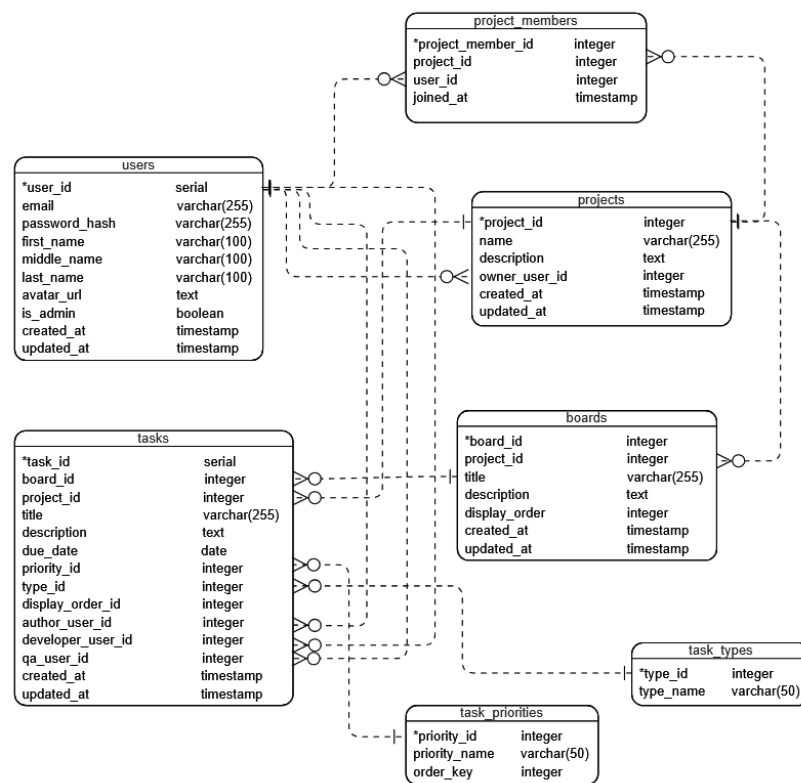 project_members
*project_member_id integer
project_id integer
user_id integer
joined_at timestamp
users
*user_id serial
email varchar(255)
password_hash varchar(255)
first_name varchar(100)
middle_name varchar(100)
last_name varchar(100)
avatar_url text
is_admin boolean
created_at timestamp
updated_at timestamp
projects
*project_id integer
name varchar(255)
description text
owner_user_id integer
created_at timestamp
updated_at timestamp
tasks
*task_id serial
board_id integer
project_id integer
title varchar(255)
description text
due_date date
priority_id integer
type_id integer
display_order_id integer
author_user_id integer
developer_user_id integer
qa_user_id integer
created_at timestamp
updated_at timestamp
boards
*board_id integer
project_id integer
title varchar(255)
description text
display_order integer
created_at timestamp
updated_at timestamp
task_types
*type_id integer
type_name varchar(50)
task_priorities
*priority_id integer
priority_name varchar(50)
order_key integer